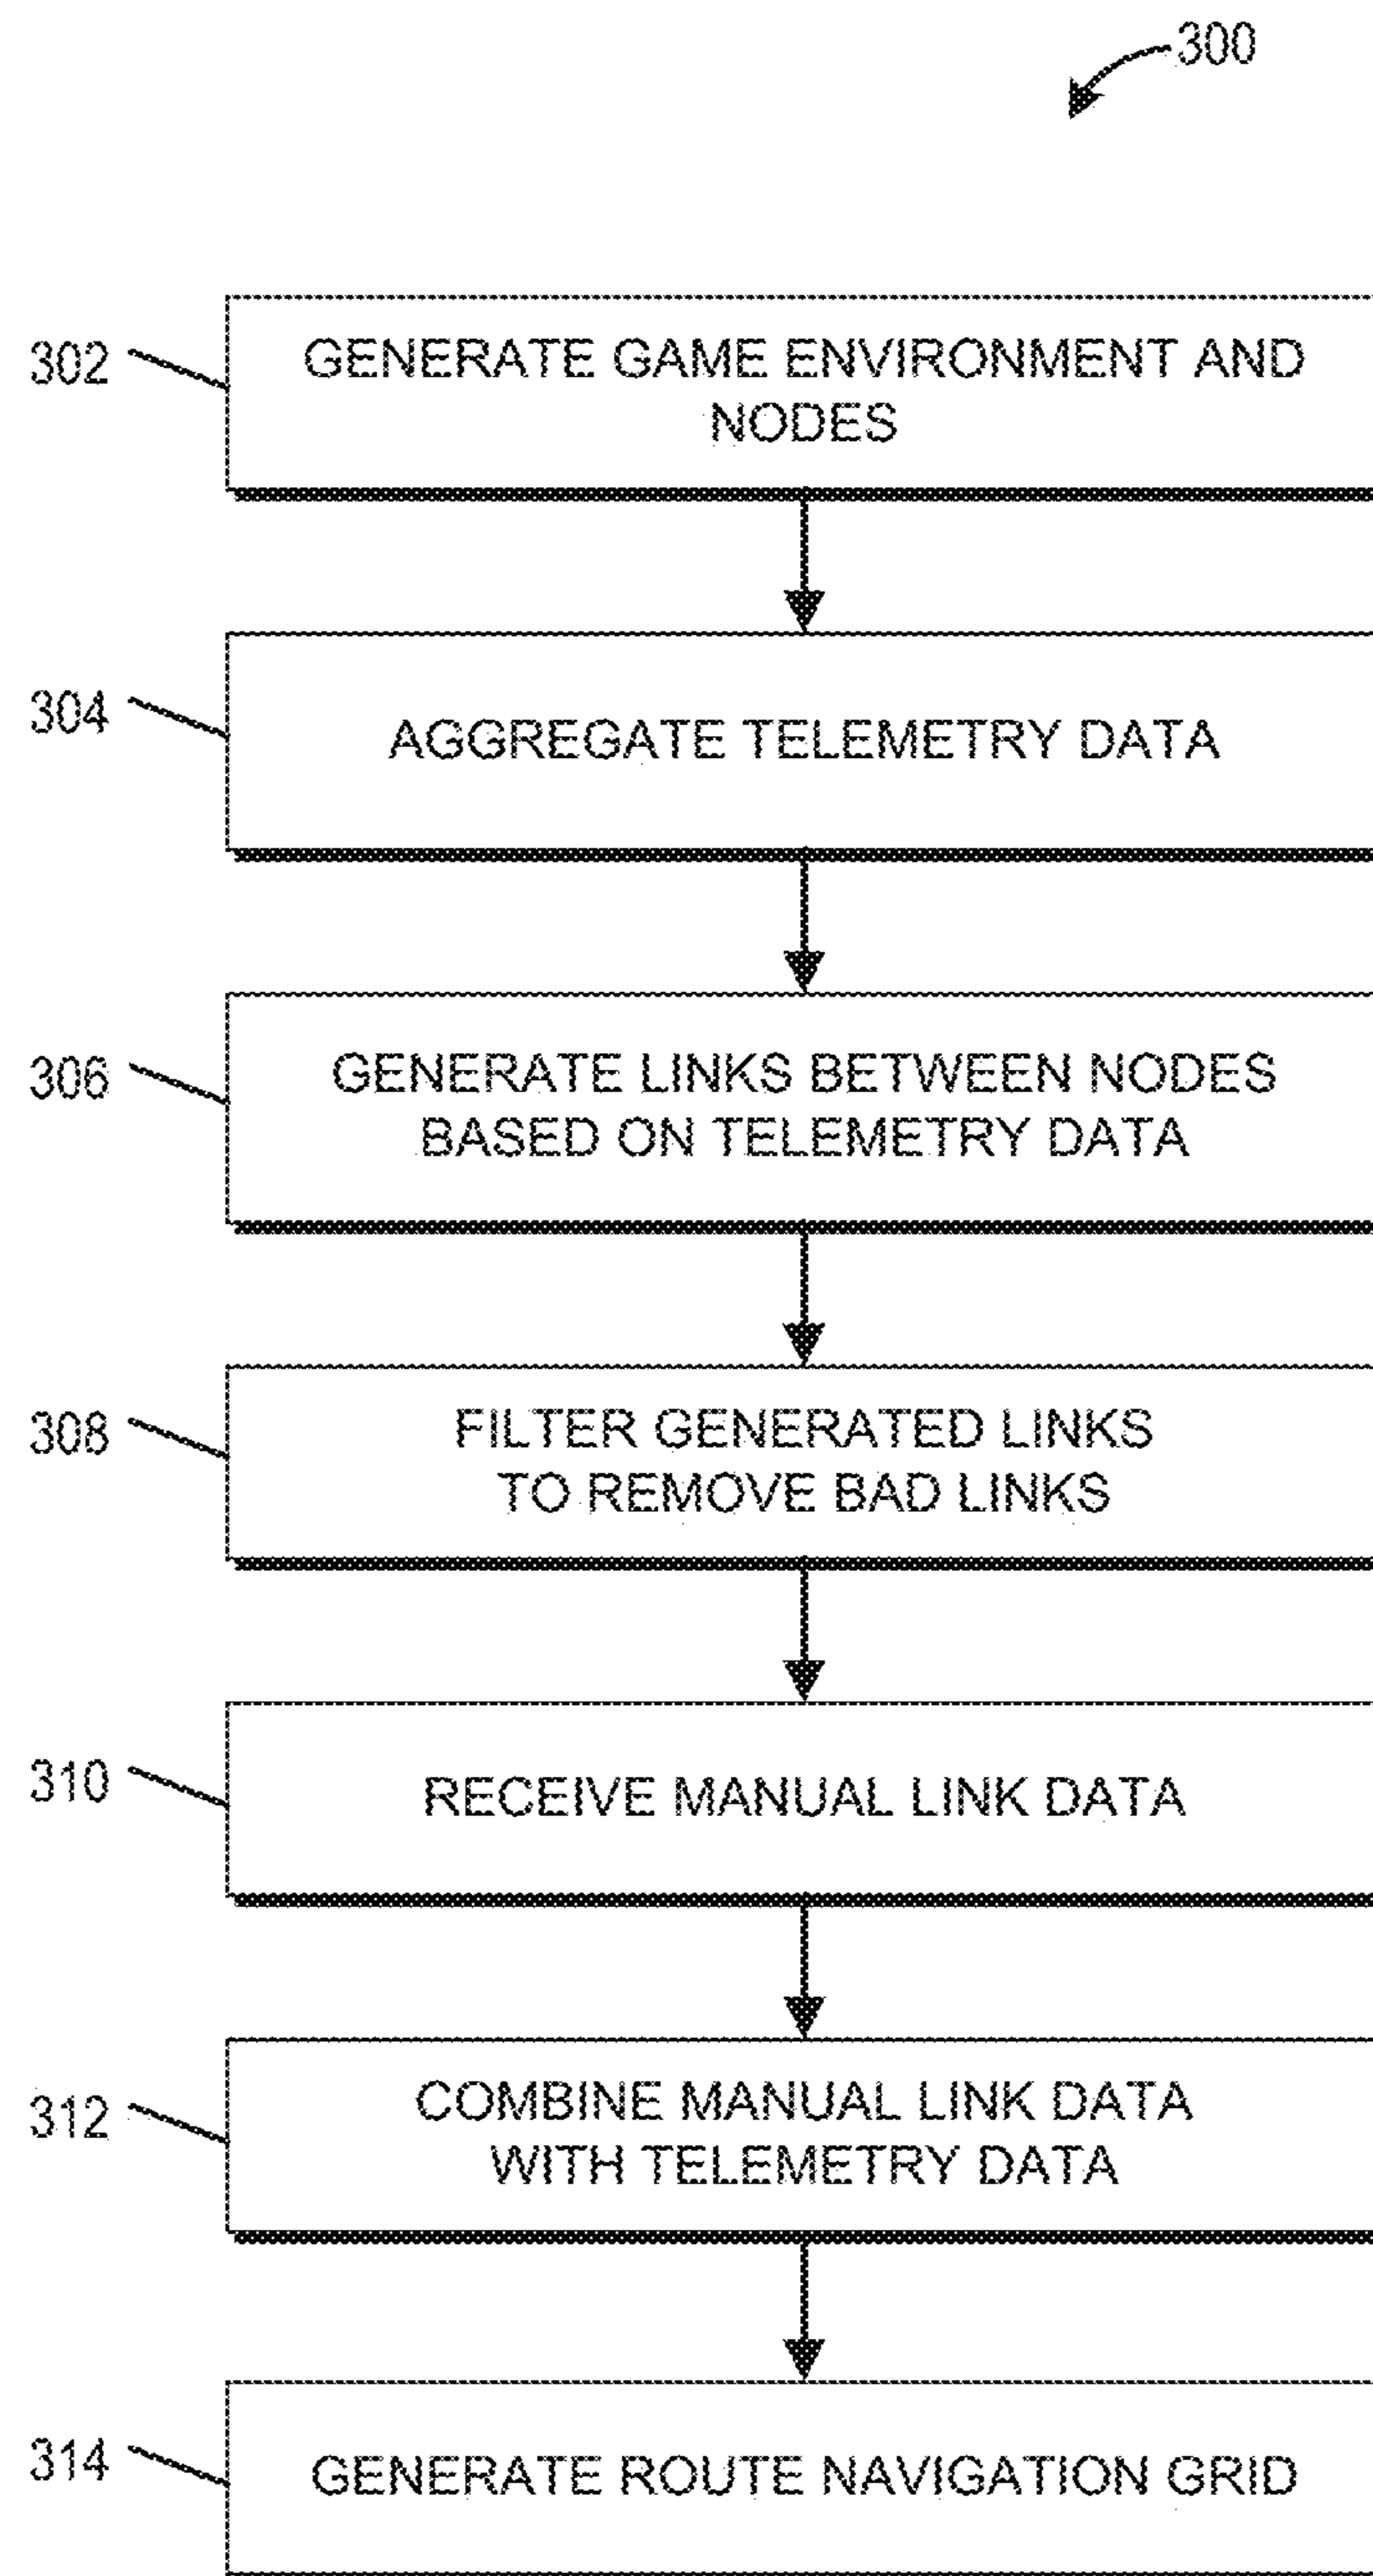 300
302
GENERATE GAME ENVIRONMENT AND
NODES
304
AGGREGATE TELEMETRY DATA
306
GENERATE LINKS BETWEEN NODES
BASED ON TELEMETRY DATA
308
FILTER GENERATED LINKS
TO REMOVE BAD LINKS
310
RECEIVE MANUAL LINK DATA
312
COMBINE MANUAL LINK DATA
WITH TELEMETRY DATA
314
GENERATE ROUTE NAVIGATION GRID